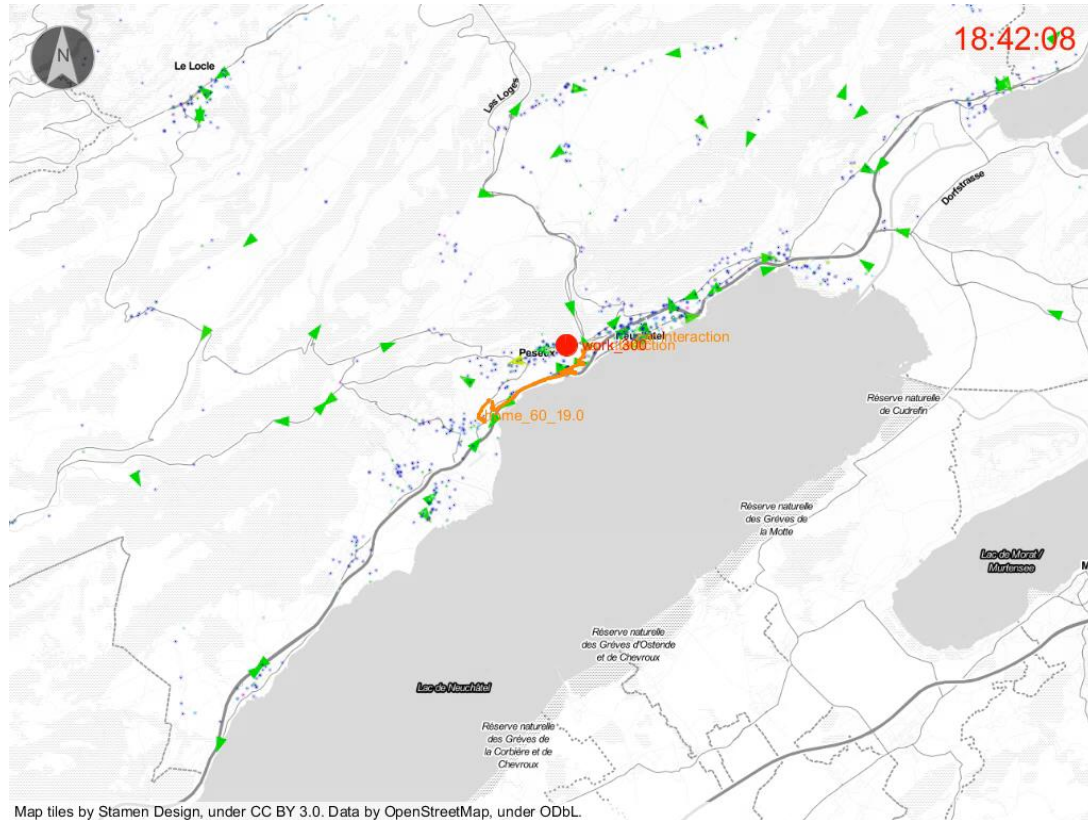 18:42:08
N
Le Locle
Les Loges
Dorfstrasse
Neuchâtel
interaction
work_300
Peseux
home_60_19.0
Réserve naturelle
de Cudrefin
Réserve naturelle
des Grèves de
la Motte
Lac de Morat /
Murtensee
M
Réserve naturelle
des Grèves d'Ostende
et de Chevroux
Lac de Neuchâtel
Réserve naturelle
des Grèves de
la Corbière et de
Chevroux
Map tiles by Stamen Design, under CC BY 3.0. Data by OpenStreetMap, under ODbL.